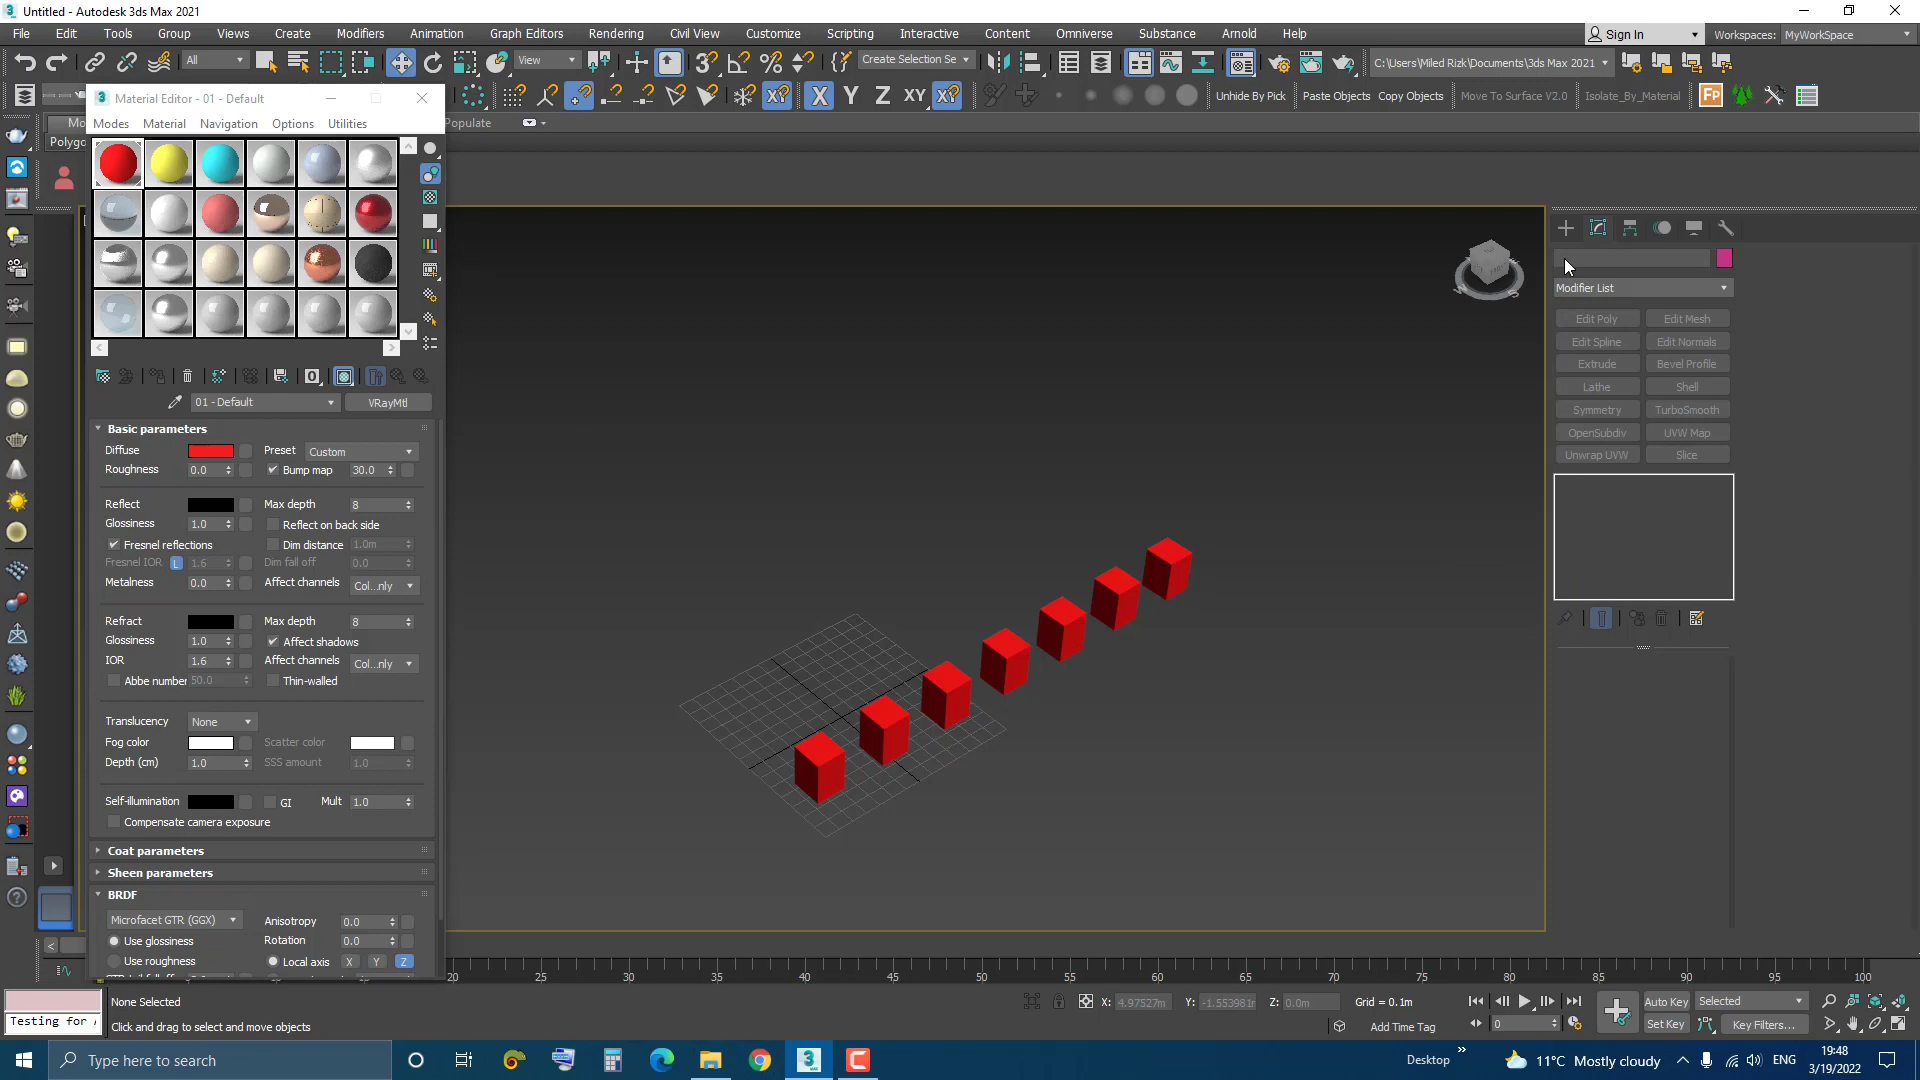 Untitled - Autodesk 3ds Max 2021
File Edit Tools Group Views Create Modifiers Animation Graph Editors Rendering Civil View Customize Scripting Interactive Content Omniverse Substance Arnold Help
Sign In Workspaces: MyWorkSpace
All View Create Selection Se C:\Users\Miled Rizk\Documents\3ds Max 2021
X Y Z XY XY Unhide By Pick Paste Objects Copy Objects Move To Surface V2.0 Isolate_By_Material FP
Material Editor - 01 - Default
Modes Material Navigation Options Utilities
Mo Populate
Polyg
01 - Default VRayMtl
Basic parameters
Diffuse Preset Custom
Roughness 0.0 Bump map 30.0
Reflect Max depth 8
Glossiness 1.0 Reflect on back side
Fresnel reflections Dim distance 1.0m
Fresnel IOR L 1.6 Dim fall off 0.0
Metalness 0.0 Affect channels Col...nly
Refract Max depth 8
Glossiness 1.0 Affect shadows
IOR 1.6 Affect channels Col...nly
Abbe number 50.0 Thin-walled
Translucency None
Fog color Scatter color
Depth (cm) 1.0 SSS amount 1.0
Self-illumination GI Mult 1.0
Compensate camera exposure
Coat parameters
Sheen parameters
BRDF
Microfacet GTR (GGX) Anisotropy 0.0
Use glossiness Rotation 0.0
Use roughness Local axis X Y Z
Modifier List
Edit Poly Edit Mesh
Edit Spline Edit Normals
Extrude Bevel Profile
Lathe Shell
Symmetry TurboSmooth
OpenSubdiv UVW Map
Unwrap UVW Slice
20 25 30 35 40 45 50 55 60 65 70 75 80 85 90 95 100
None Selected X: 4.97527m Y: -1.553981m Z: 0.0m Grid = 0.1m Auto Key Selected
Testing for
Click and drag to select and move objects Add Time Tag 0 Set Key Key Filters...
Type here to search Desktop 11°C Mostly cloudy ENG
19:48
3/19/2022